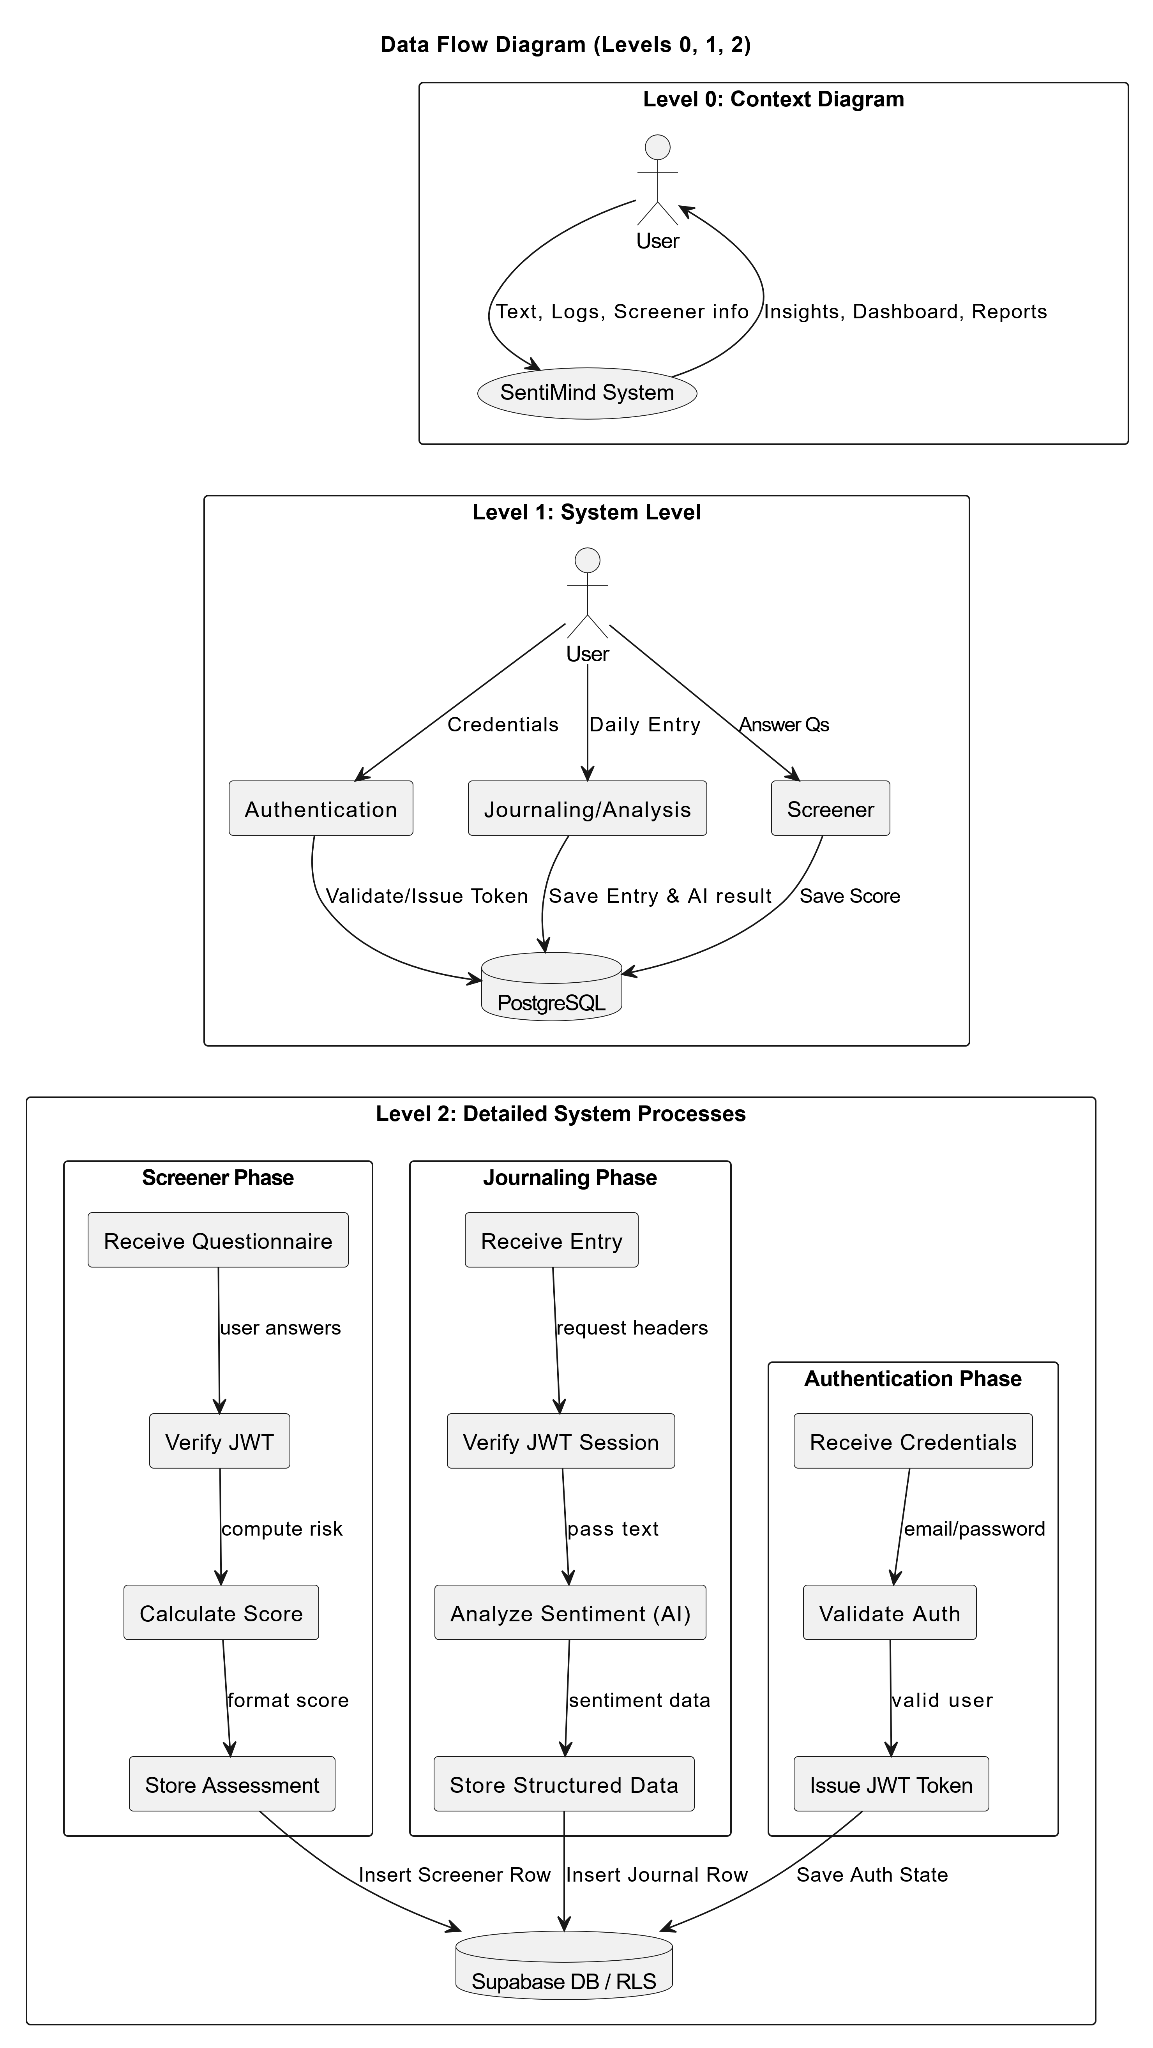 Data Flow Diagram (Levels 0, 1, 2)
Level 0: Context Diagram
User
Text, Logs, Screener info
Insights, Dashboard, Reports
SentiMind System
Level 1: System Level
User
Credentials
Daily Entry
Answer Qs
Authentication
Journaling/Analysis
Screener
Validate/Issue Token
Save Entry & AI result
Save Score
PostgreSQL
Level 2: Detailed System Processes
Screener Phase
Receive Questionnaire
user answers
Verify JWT
compute risk
Calculate Score
format score
Store Assessment
Journaling Phase
Receive Entry
request headers
Verify JWT Session
pass text
Analyze Sentiment (AI)
sentiment data
Store Structured Data
Authentication Phase
Receive Credentials
email/password
Validate Auth
valid user
Issue JWT Token
Insert Screener Row
Insert Journal Row
Save Auth State
Supabase DB / RLS